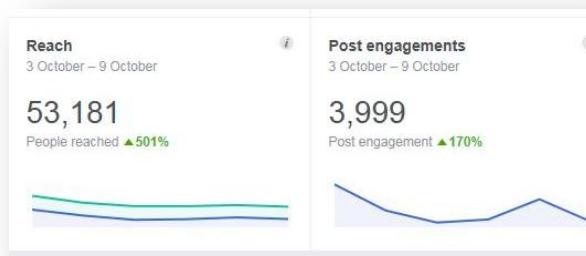 Reach
3 October – 9 October
53,181
People reached ▲501%
Post engagements
3 October – 9 October
3,999
Post engagement ▲170%